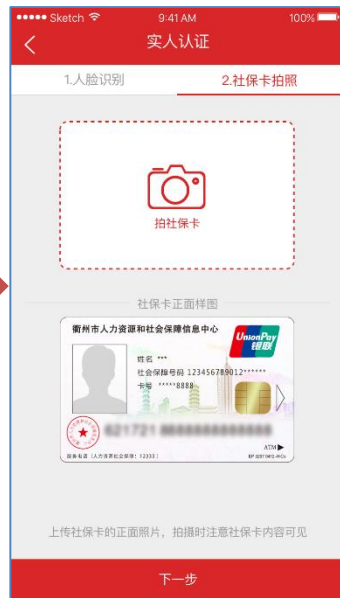 Sketch 9:41 AM 100%
实人认证
1.人脸识别 2.社保卡拍照
拍社保卡
社保卡正面样图
衢州市人力资源和社会保障信息中心
UnionPay
银联
姓名 ***
社会保障号码 123456789012******
卡号 *****8888
621721
ATM
上传社保卡的正面照片，拍摄时注意社保卡内容可见
下一步